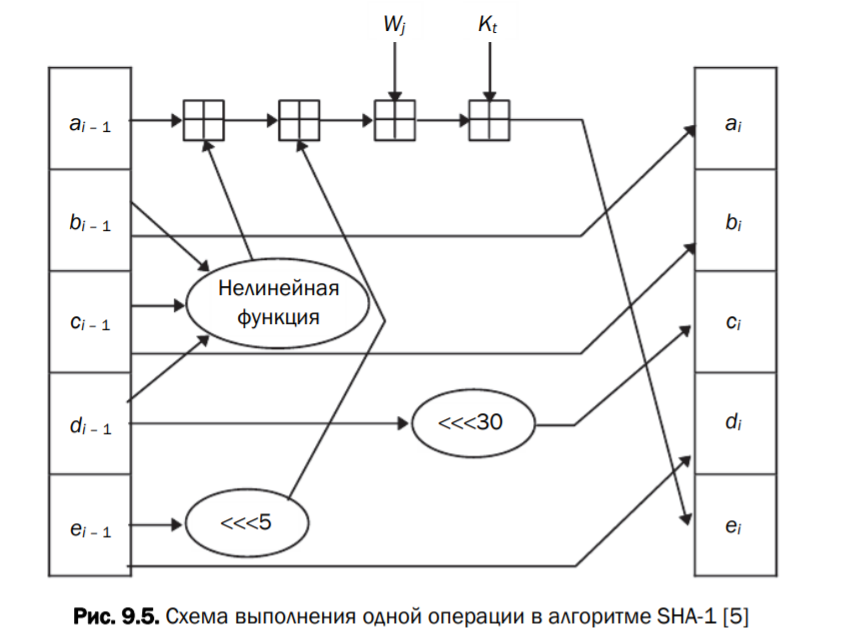 Wj Kt
ai – 1 ai
bi – 1 bi
Нелинейная
функция
ci – 1 ci
di – 1 <<<30 di
ei – 1 <<<5 ei
Рис. 9.5. Схема выполнения одной операции в алгоритме SHA-1 [5]